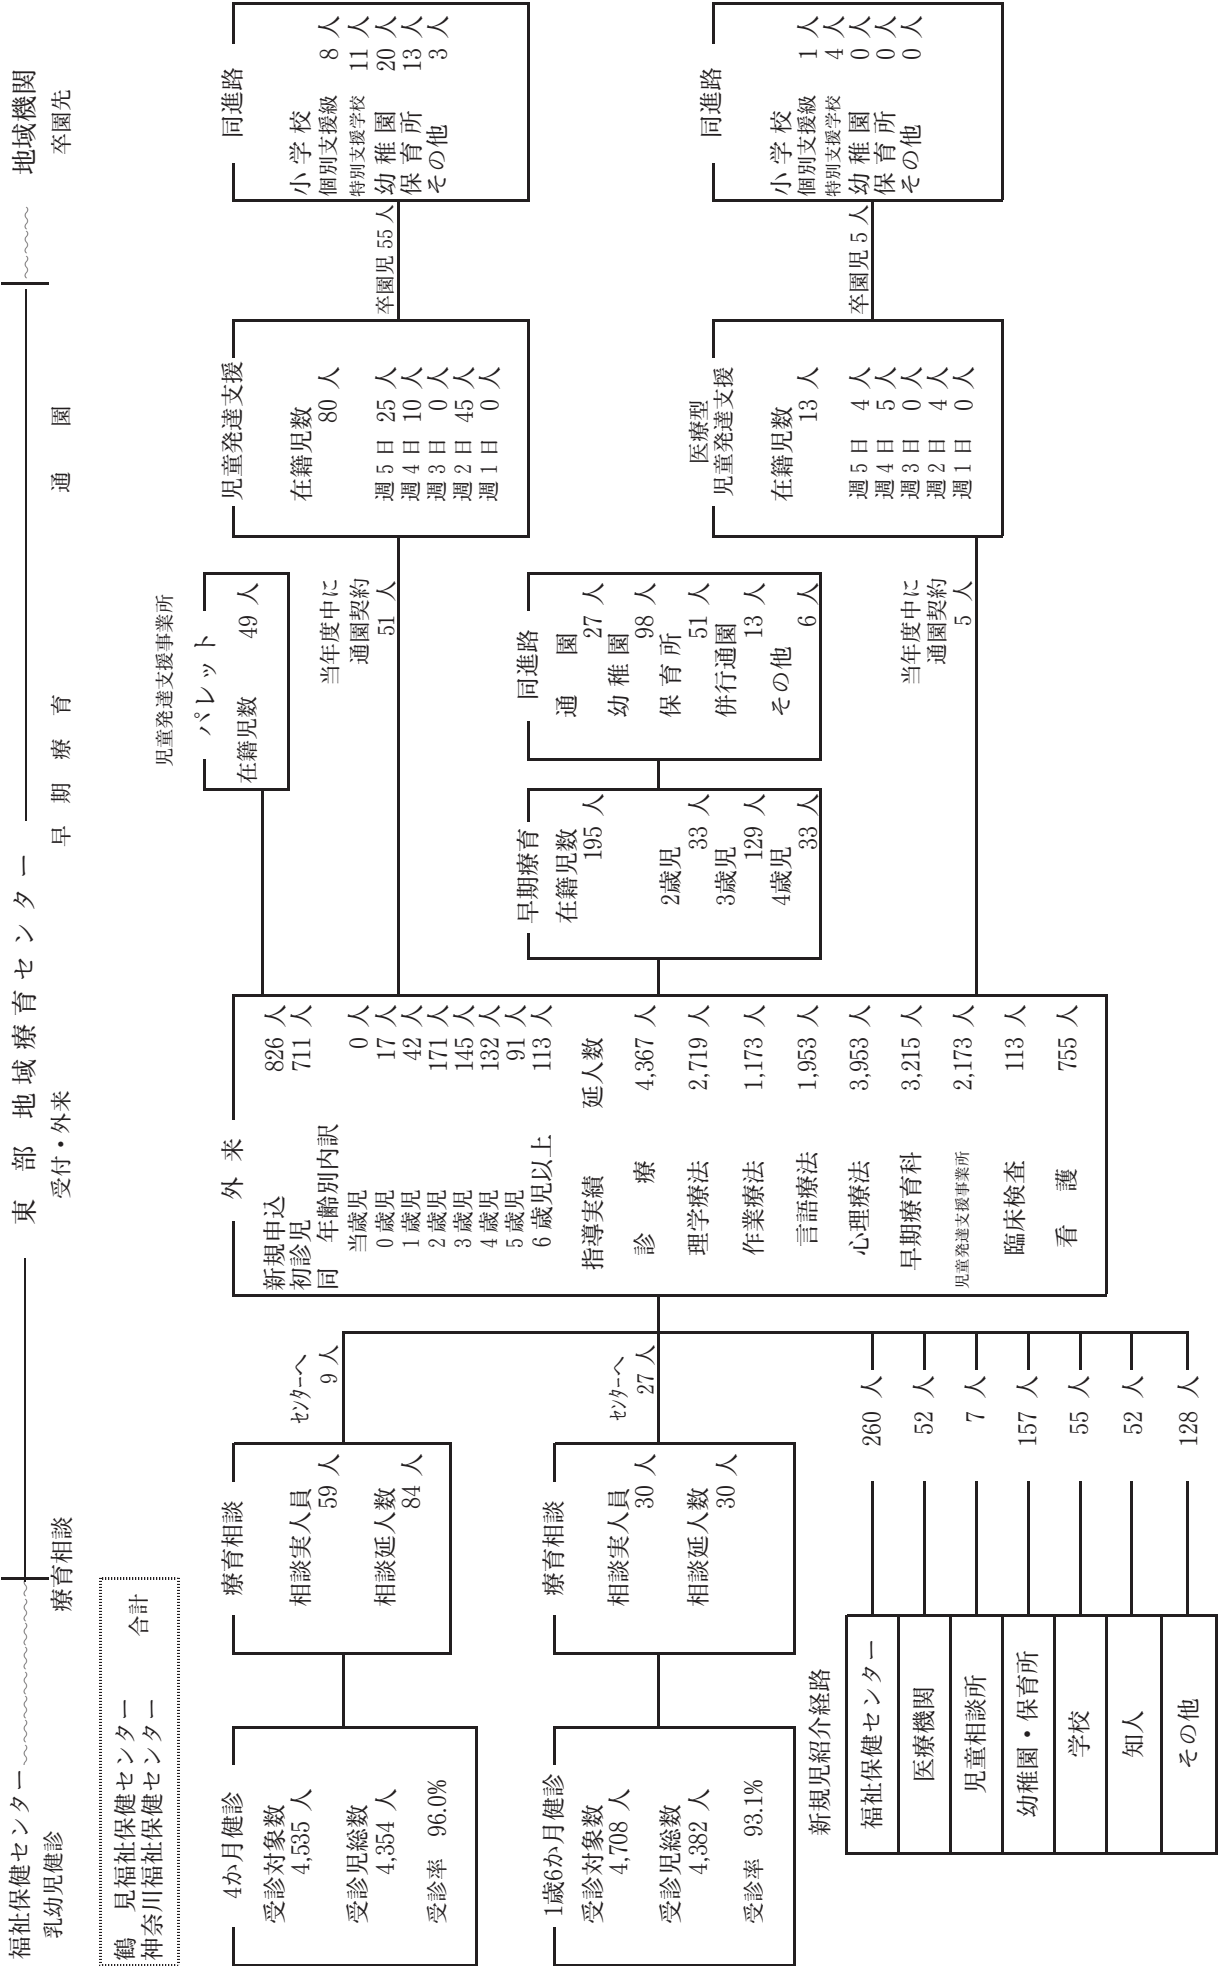 福祉保健センター
東部地域療育センター
地域機関
乳幼児健診
療育相談
受付・外来
早期療育
通園
卒園先
鶴　見福祉保健センター
神奈川福祉保健センター
合計
4か月健診
受診対象数
4,535 人
受診児総数
4,354 人
受診率　96.0%
療育相談
相談実人員
59 人
相談延人数
84 人
センターへ
9 人
1歳6か月健診
受診対象数
4,708 人
受診児総数
4,382 人
受診率　93.1%
療育相談
相談実人員
30 人
相談延人数
30 人
センターへ
27 人
新規児紹介経路
福祉保健センター　260 人
医療機関　52 人
児童相談所　7 人
幼稚園・保育所　157 人
学校　55 人
知人　52 人
その他　128 人
外　来
新規申込　826 人
初診児　711 人
同　年齢別内訳
当歳児　0 人
0 歳児　17 人
1 歳児　42 人
2 歳児　171 人
3 歳児　145 人
4 歳児　132 人
5 歳児　91 人
6 歳児以上　113 人
指導実績　延人数
診　療　4,367 人
理学療法　2,719 人
作業療法　1,173 人
言語療法　1,953 人
心理療法　3,953 人
早期療育科　3,215 人
児童発達支援事業所　2,173 人
臨床検査　113 人
看　護　755 人
児童発達支援事業所
パレット
在籍児数　49 人
当年度中に
通園契約
51 人
早期療育
在籍児数
195 人
2歳児
33 人
3歳児
129 人
4歳児
33 人
同進路
通　園
27 人
幼稚園
98 人
保育所
51 人
併行通園
13 人
その他
6 人
当年度中に
通園契約
5 人
児童発達支援
在籍児数
80 人
週 5 日　25 人
週 4 日　10 人
週 3 日　0 人
週 2 日　45 人
週 1 日　0 人
卒園児 55 人
同進路
小学校
個別支援級　8 人
特別支援学校　11 人
幼稚園　20 人
保育所　13 人
その他　3 人
医療型
児童発達支援
在籍児数
13 人
週 5 日　4 人
週 4 日　5 人
週 3 日　0 人
週 2 日　4 人
週 1 日　0 人
卒園児 5 人
同進路
小学校
個別支援級　1 人
特別支援学校　4 人
幼稚園　0 人
保育所　0 人
その他　0 人